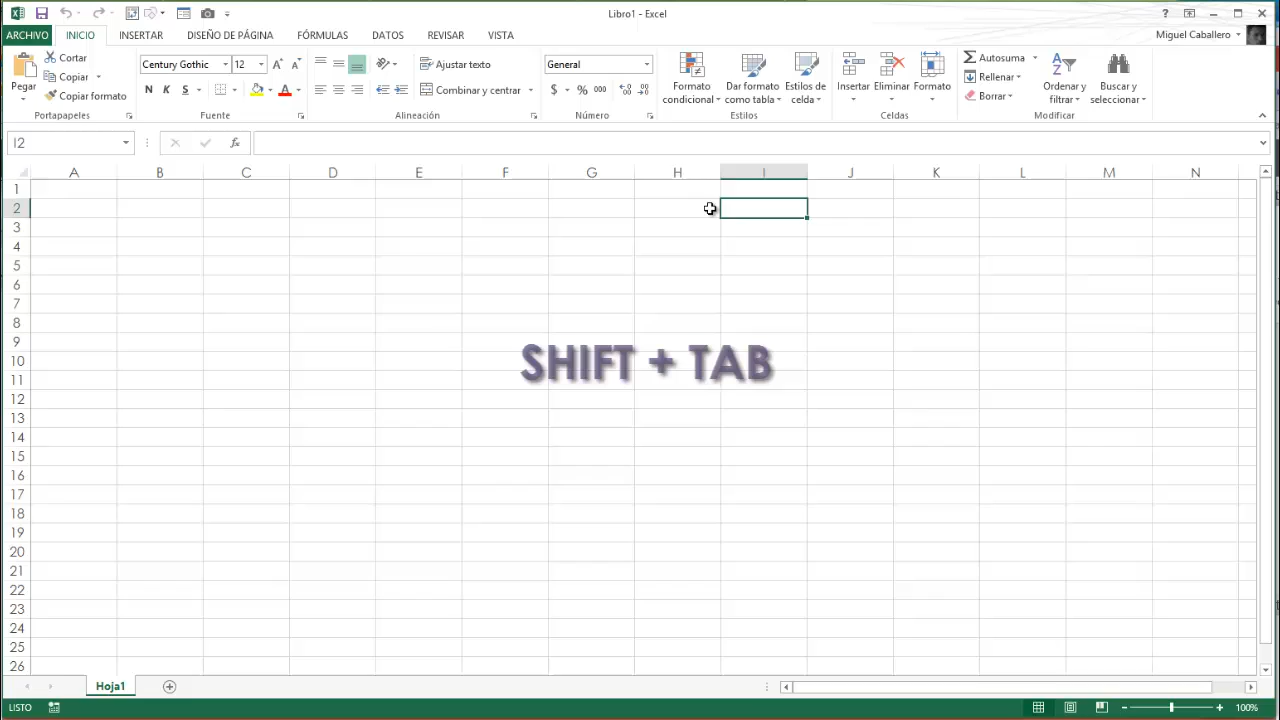 Libro1 - Excel
ARCHIVO INICIO INSERTAR DISEÑO DE PÁGINA FÓRMULAS DATOS REVISAR VISTA Miguel Caballero
Pegar
Cortar
Copiar
Copiar formato
Portapapeles
Century Gothic 12
N K S
Fuente
Ajustar texto
Combinar y centrar
Alineación
General
$ % 000
Número
Formato condicional
Dar formato como tabla
Estilos de celda
Estilos
Insertar Eliminar Formato
Celdas
Autosuma
Rellenar
Borrar
Ordenar y filtrar
Buscar y seleccionar
Modificar
I2 fx
A B C D E F G H I J K L M N
1
2
3
4
5
6
7
8
9
SHIFT + TAB
10
11
12
13
14
15
16
17
18
19
20
21
22
23
24
25
26
Hoja1
LISTO 100%